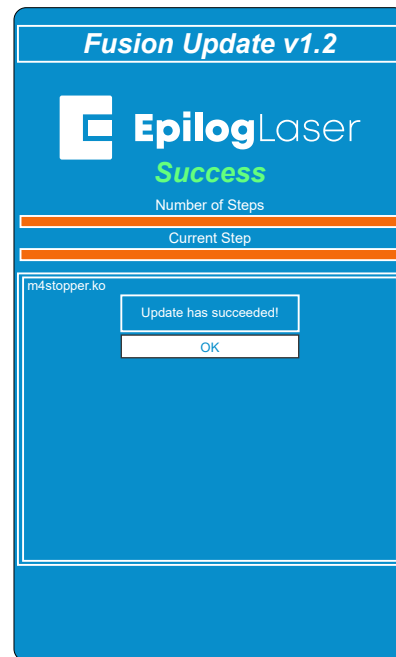 Fusion Update v1.2
EpilogLaser
Success
Number of Steps
Current Step
m4stopper.ko
Update has succeeded!
OK